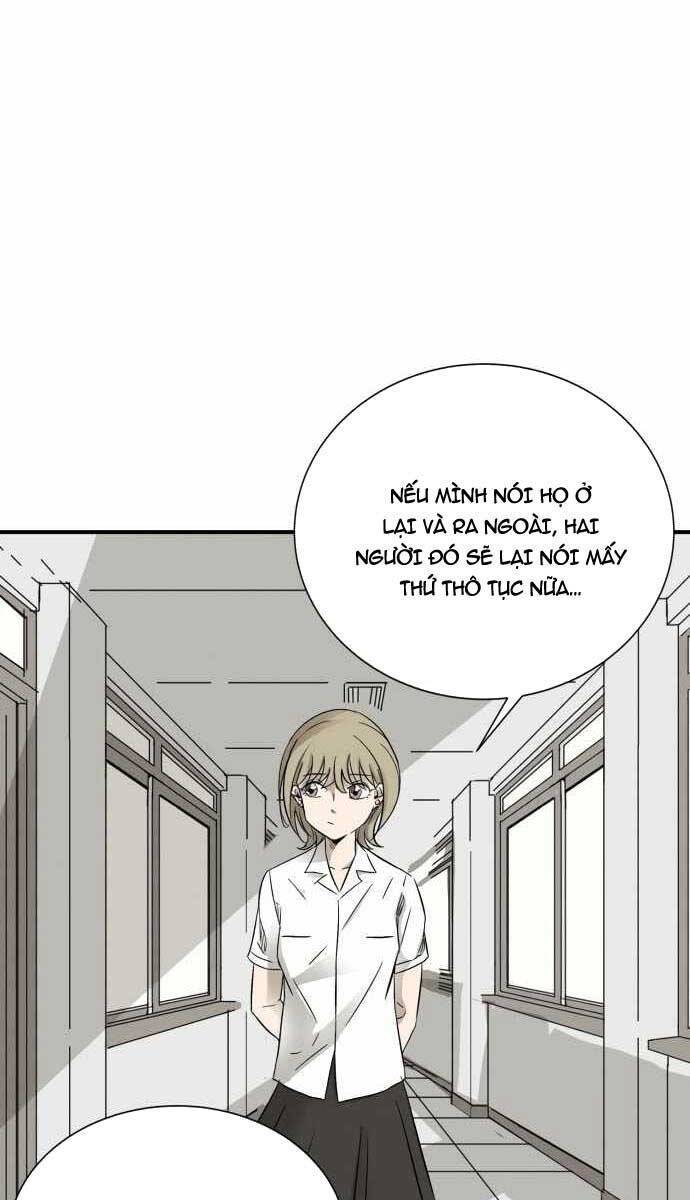 NẾU MÌNH NÓI HỌ Ở
LẠI VÀ RA NGOÀI, HAI
NGƯỜI ĐÓ SẼ LẠI NÓI MẤY
THỨ THÔ TỤC NỮA...